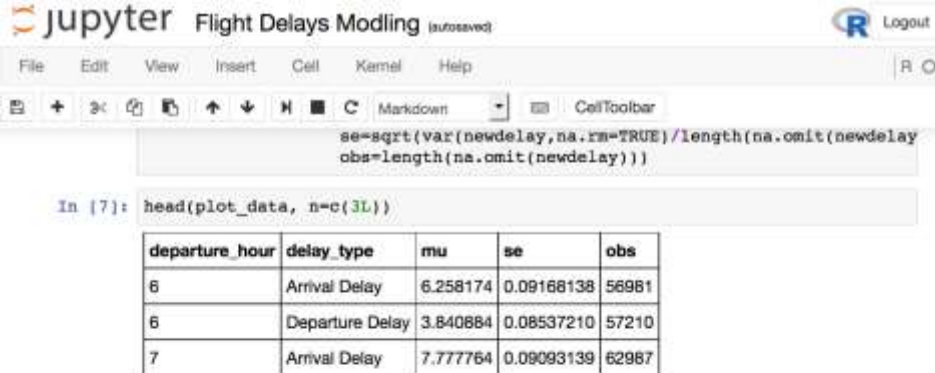 jupyter Flight Delays Modling (autosaved)
R Logout
File Edit View Insert Cell Kernel Help R
Markdown CellToolbar
se=sqrt(var(newdelay,na.rm=TRUE)/length(na.omit(newdelay
obs=length(na.omit(newdelay)))
In [7]: head(plot_data, n=c(3L))
departure_hour delay_type mu se obs
6 Arrival Delay 6.258174 0.09168138 56981
6 Departure Delay 3.840884 0.08537210 57210
7 Arrival Delay 7.777764 0.09093139 62987